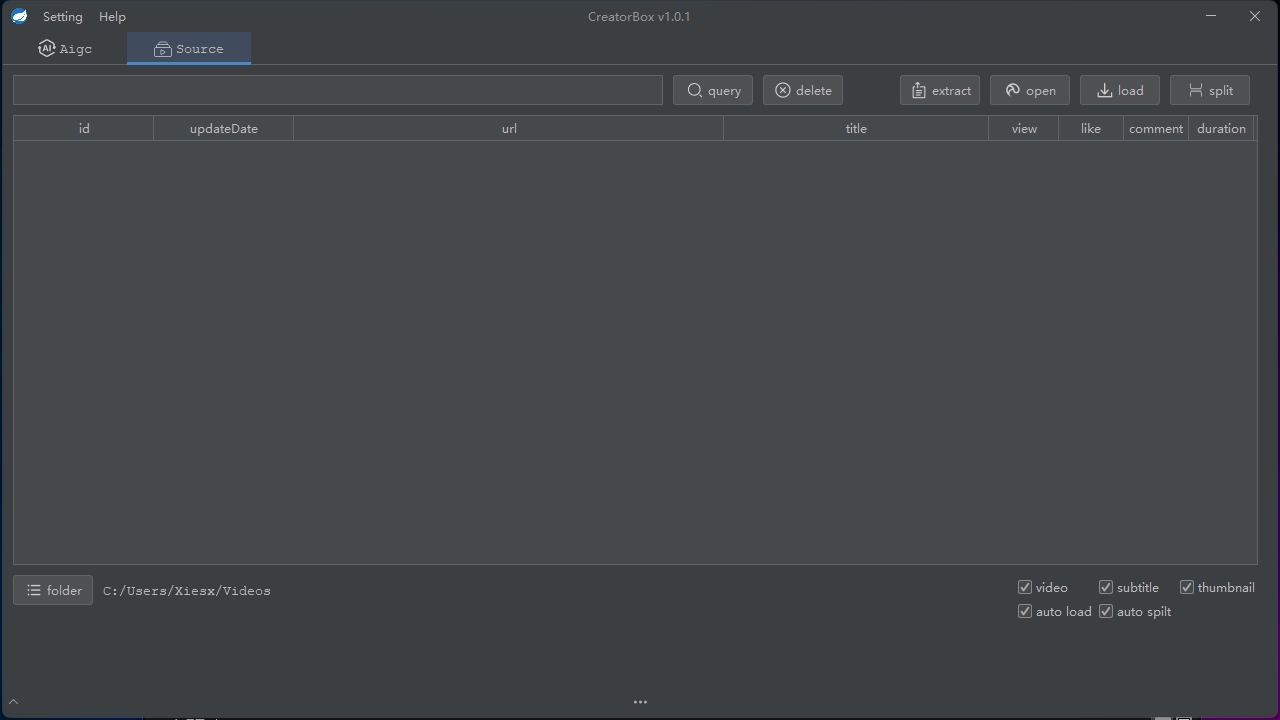 Setting Help CreatorBox v1.0.1
Aigc Source
query delete extract open load split
id updateDate url title view like comment duration
folder C:/Users/Xiesx/Videos video subtitle thumbnail
auto load auto spilt